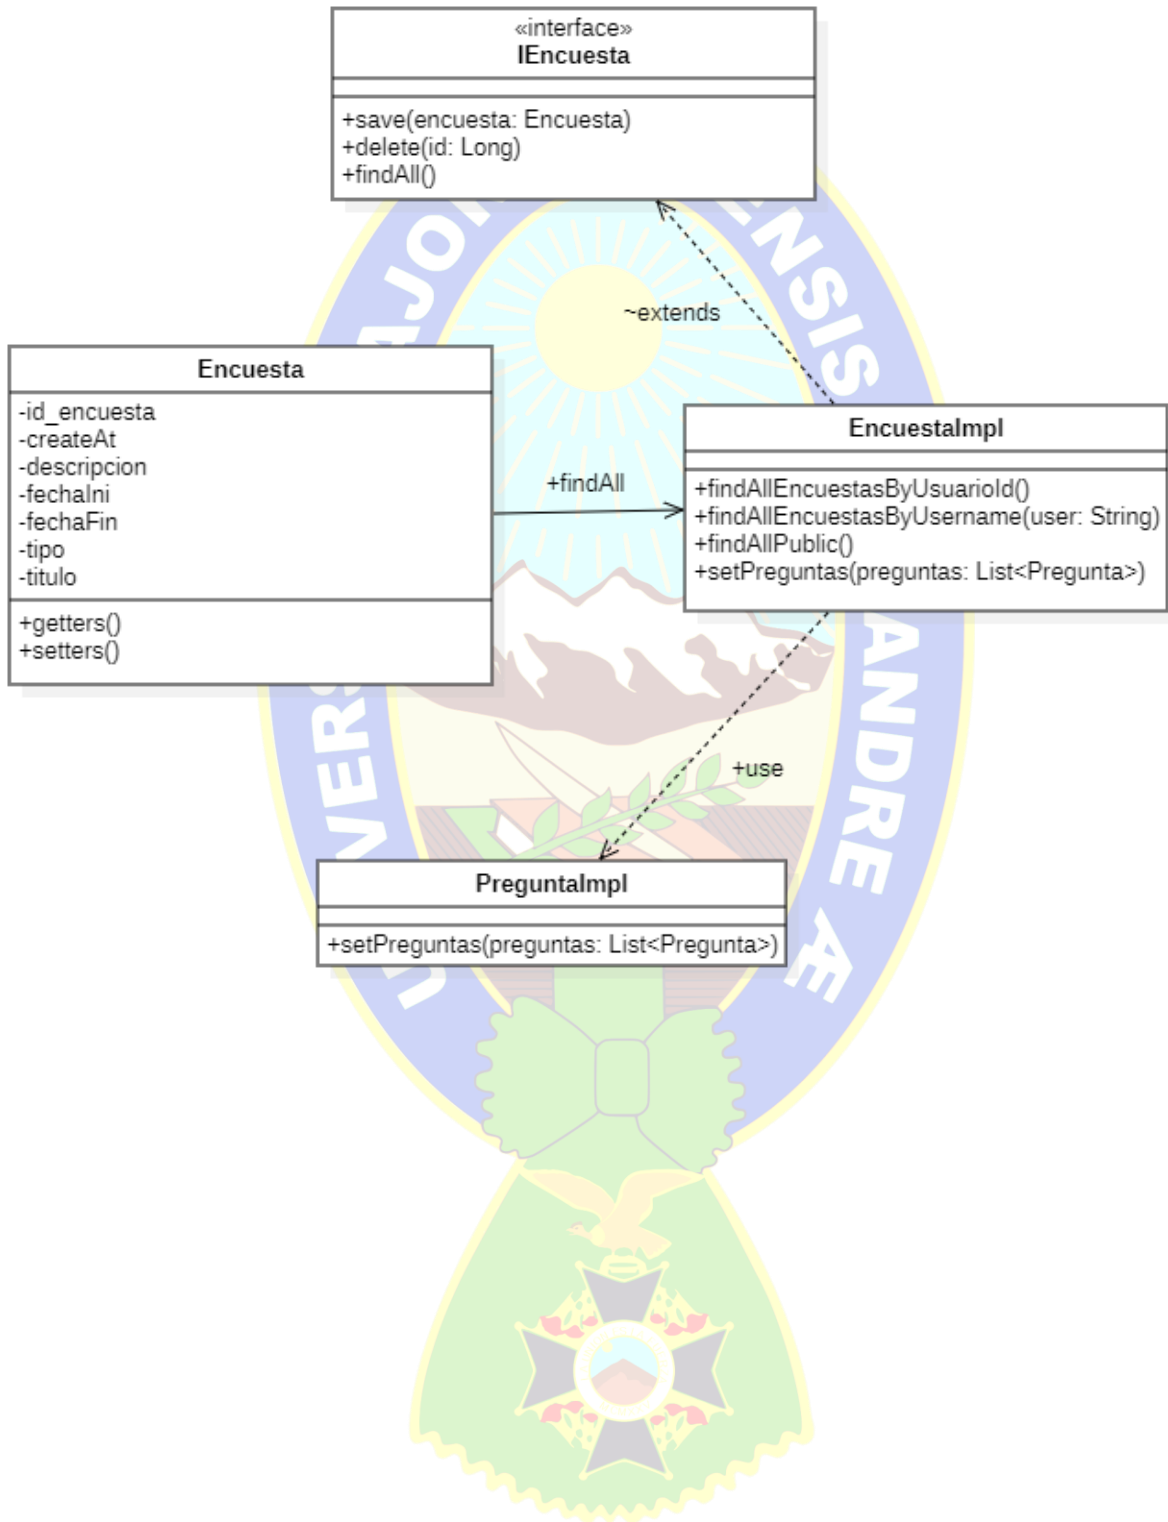 «interface»
IEncuesta
+save(encuesta: Encuesta)
+delete(id: Long)
+findAll()
~extends
Encuesta
-id_encuesta
-createAt
-descripcion
-fechaIni
-fechaFin
-tipo
-titulo
+getters()
+setters()
+findAll
EncuestaImpl
+findAllEncuestasByUsuarioId()
+findAllEncuestasByUsername(user: String)
+findAllPublic()
+setPreguntas(preguntas: List<Pregunta>)
+use
PreguntaImpl
+setPreguntas(preguntas: List<Pregunta>)